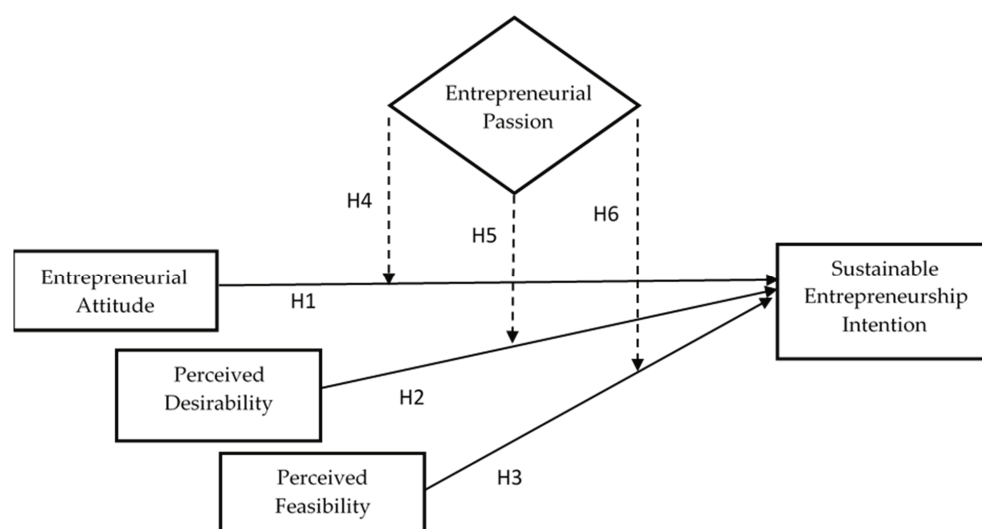 Entrepreneurial
Passion
H4
H5
H6
Entrepreneurial
Attitude
H1
Sustainable
Entrepreneurship
Intention
Perceived
Desirability
H2
Perceived
Feasibility
H3